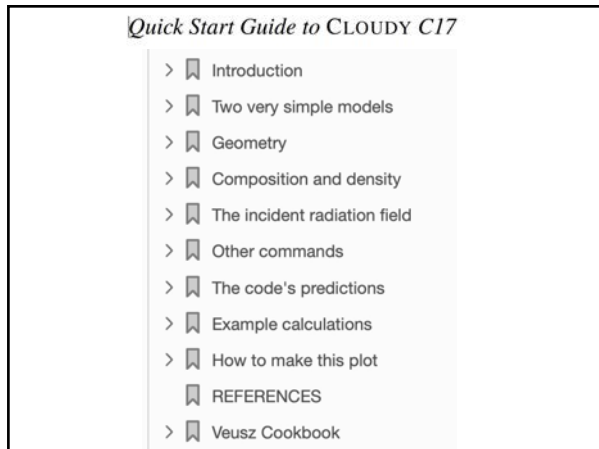 Quick Start Guide to CLOUDY C17
Introduction
Two very simple models
Geometry
Composition and density
The incident radiation field
Other commands
The code's predictions
Example calculations
How to make this plot
REFERENCES
Veusz Cookbook